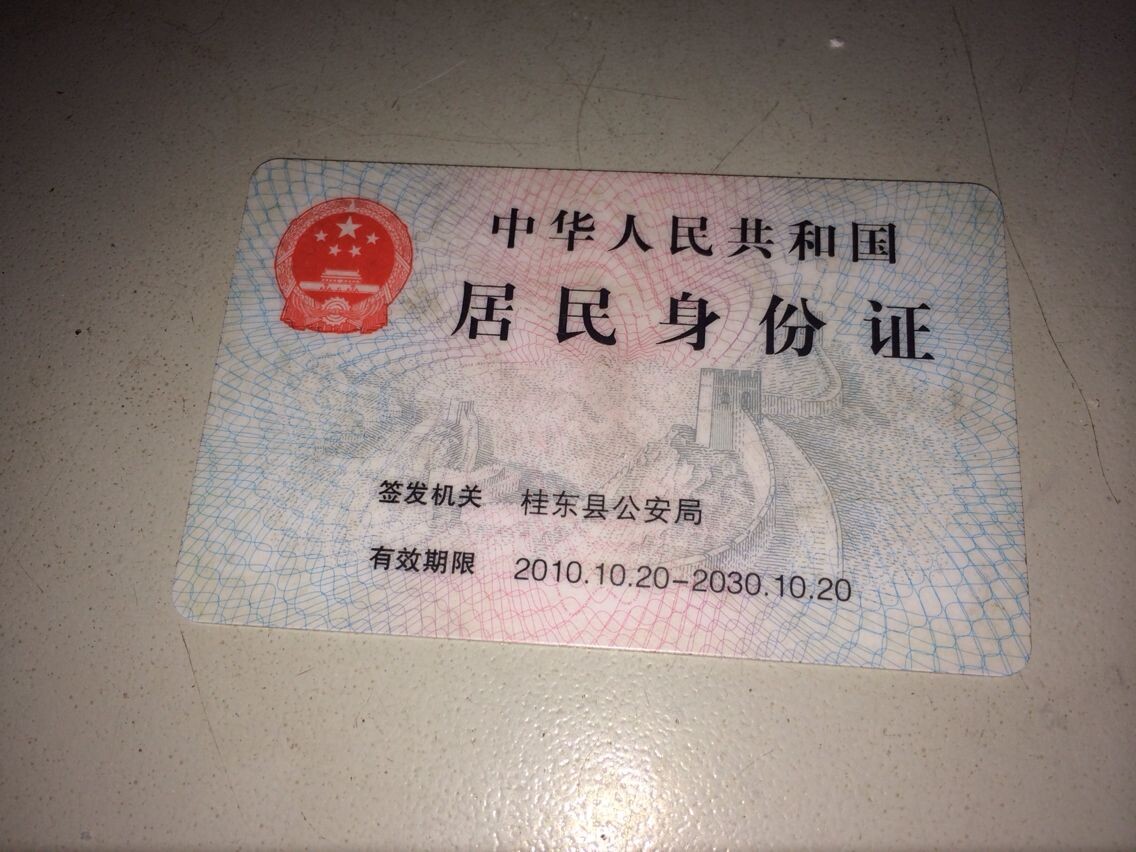 中华人民共和国
居民身份证
签发机关 桂东县公安局
有效期限 2010.10.20-2030.10.20